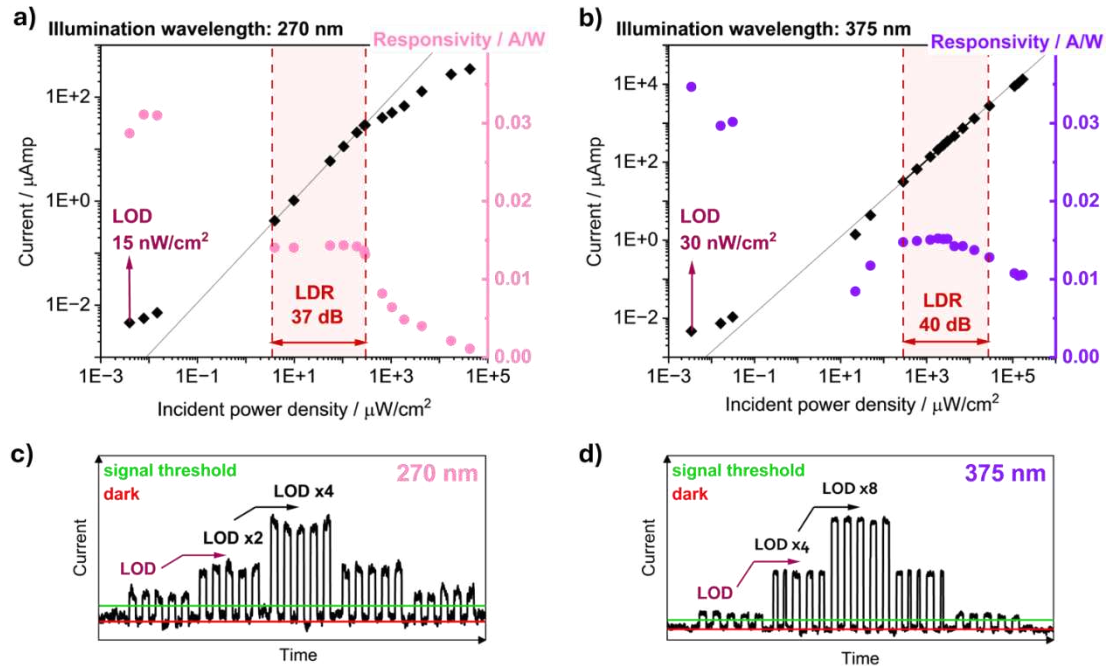 a)
Illumination wavelength: 270 nm
Responsivity / A/W
1E+2
1E+0
1E−2
Current / µAmp
0.03
0.02
0.01
0.00
LOD
15 nW/cm²
LDR
37 dB
1E−3
1E−1
1E+1
1E+3
1E+5
Incident power density / µW/cm²
b)
Illumination wavelength: 375 nm
Responsivity / A/W
1E+4
1E+2
1E+0
1E−2
Current / µAmp
0.03
0.02
0.01
0.00
LOD
30 nW/cm²
LDR
40 dB
1E−3
1E−1
1E+1
1E+3
1E+5
Incident power density / µW/cm²
c)
signal threshold
dark
270 nm
LOD x4
LOD x2
LOD
Current
Time
d)
signal threshold
dark
375 nm
LOD x8
LOD x4
LOD
Current
Time